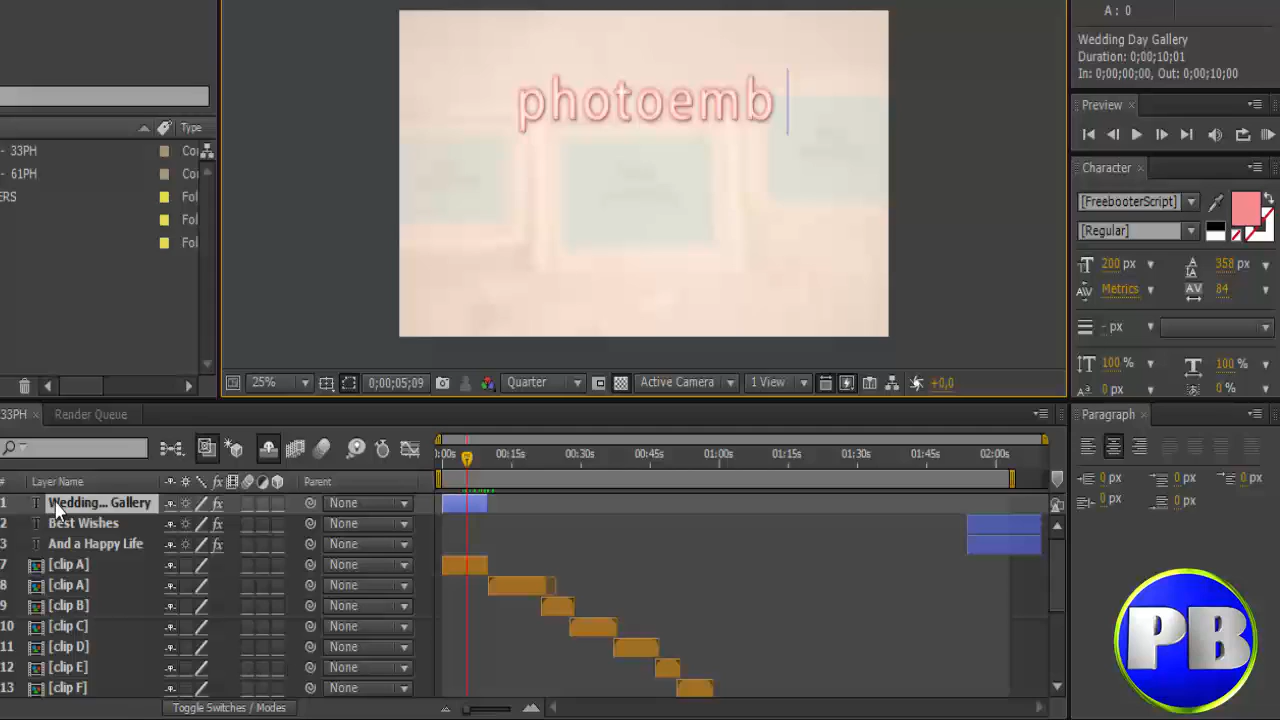 A : 0
Wedding Day Gallery
Duration: 0;00;10;01
In: 0;00;00;00, Out: 0;00;10;00
photoemb
Type
- 33PH
Co
- 61PH
Co
ERS
Fol
Fol
Fol
Preview
Character
[FreebooterScript]
[Regular]
200 px
358 px
Metrics
84
- px
100 %
100 %
0 px
0 %
25%
0;00;05;09
Quarter
Active Camera
1 View
+0,0
33PH
Render Queue
Paragraph
0 px
0 px
0 px
0 px
0 px
:00s
00:15s
00:30s
00:45s
01:00s
01:15s
01:30s
01:45s
02:00s
#
Layer Name
fx
Parent
1
T
Wedding... Gallery
fx
None
2
T
Best Wishes
fx
None
3
T
And a Happy Life
fx
None
7
[clip A]
None
8
[clip A]
None
9
[clip B]
None
10
[clip C]
None
11
[clip D]
None
12
[clip E]
None
13
[clip F]
None
Toggle Switches / Modes
PB